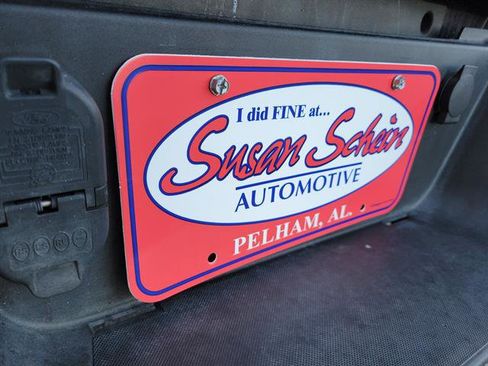 I did FINE at...
Susan Schein
AUTOMOTIVE
PELHAM, AL.